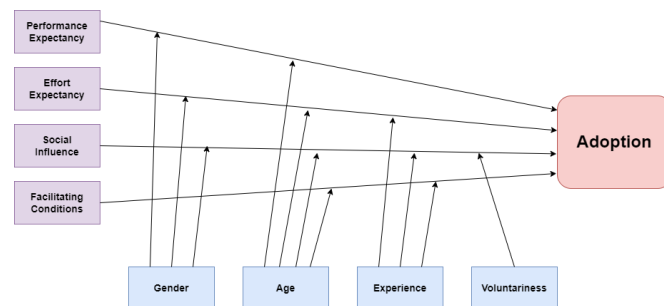 Performance
Expectancy
Effort
Expectancy
Social
Influence
Facilitating
Conditions
Adoption
Gender
Age
Experience
Voluntariness